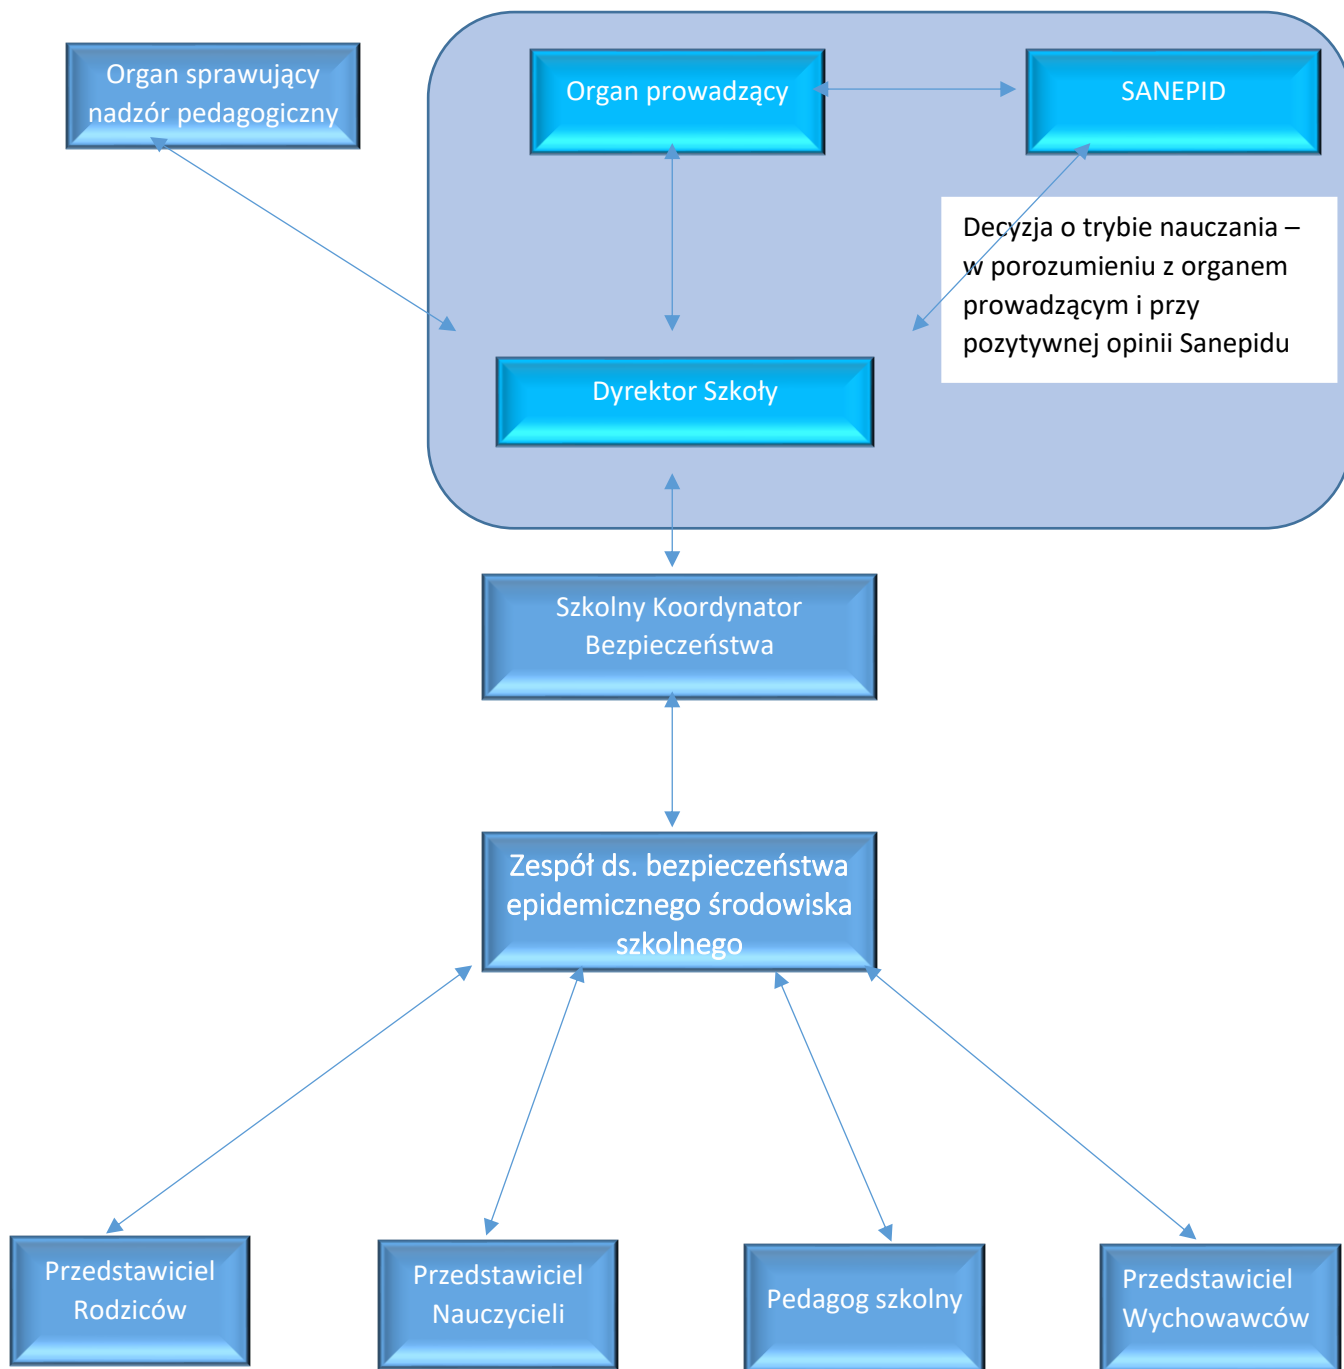 Organ sprawujący
nadzór pedagogiczny
Organ prowadzący
SANEPID
Decyzja o trybie nauczania –
w porozumieniu z organem
prowadzącym i przy
pozytywnej opinii Sanepidu
Dyrektor Szkoły
Szkolny Koordynator
Bezpieczeństwa
Zespół ds. bezpieczeństwa
epidemicznego środowiska
szkolnego
Przedstawiciel
Rodziców
Przedstawiciel
Nauczycieli
Pedagog szkolny
Przedstawiciel
Wychowawców